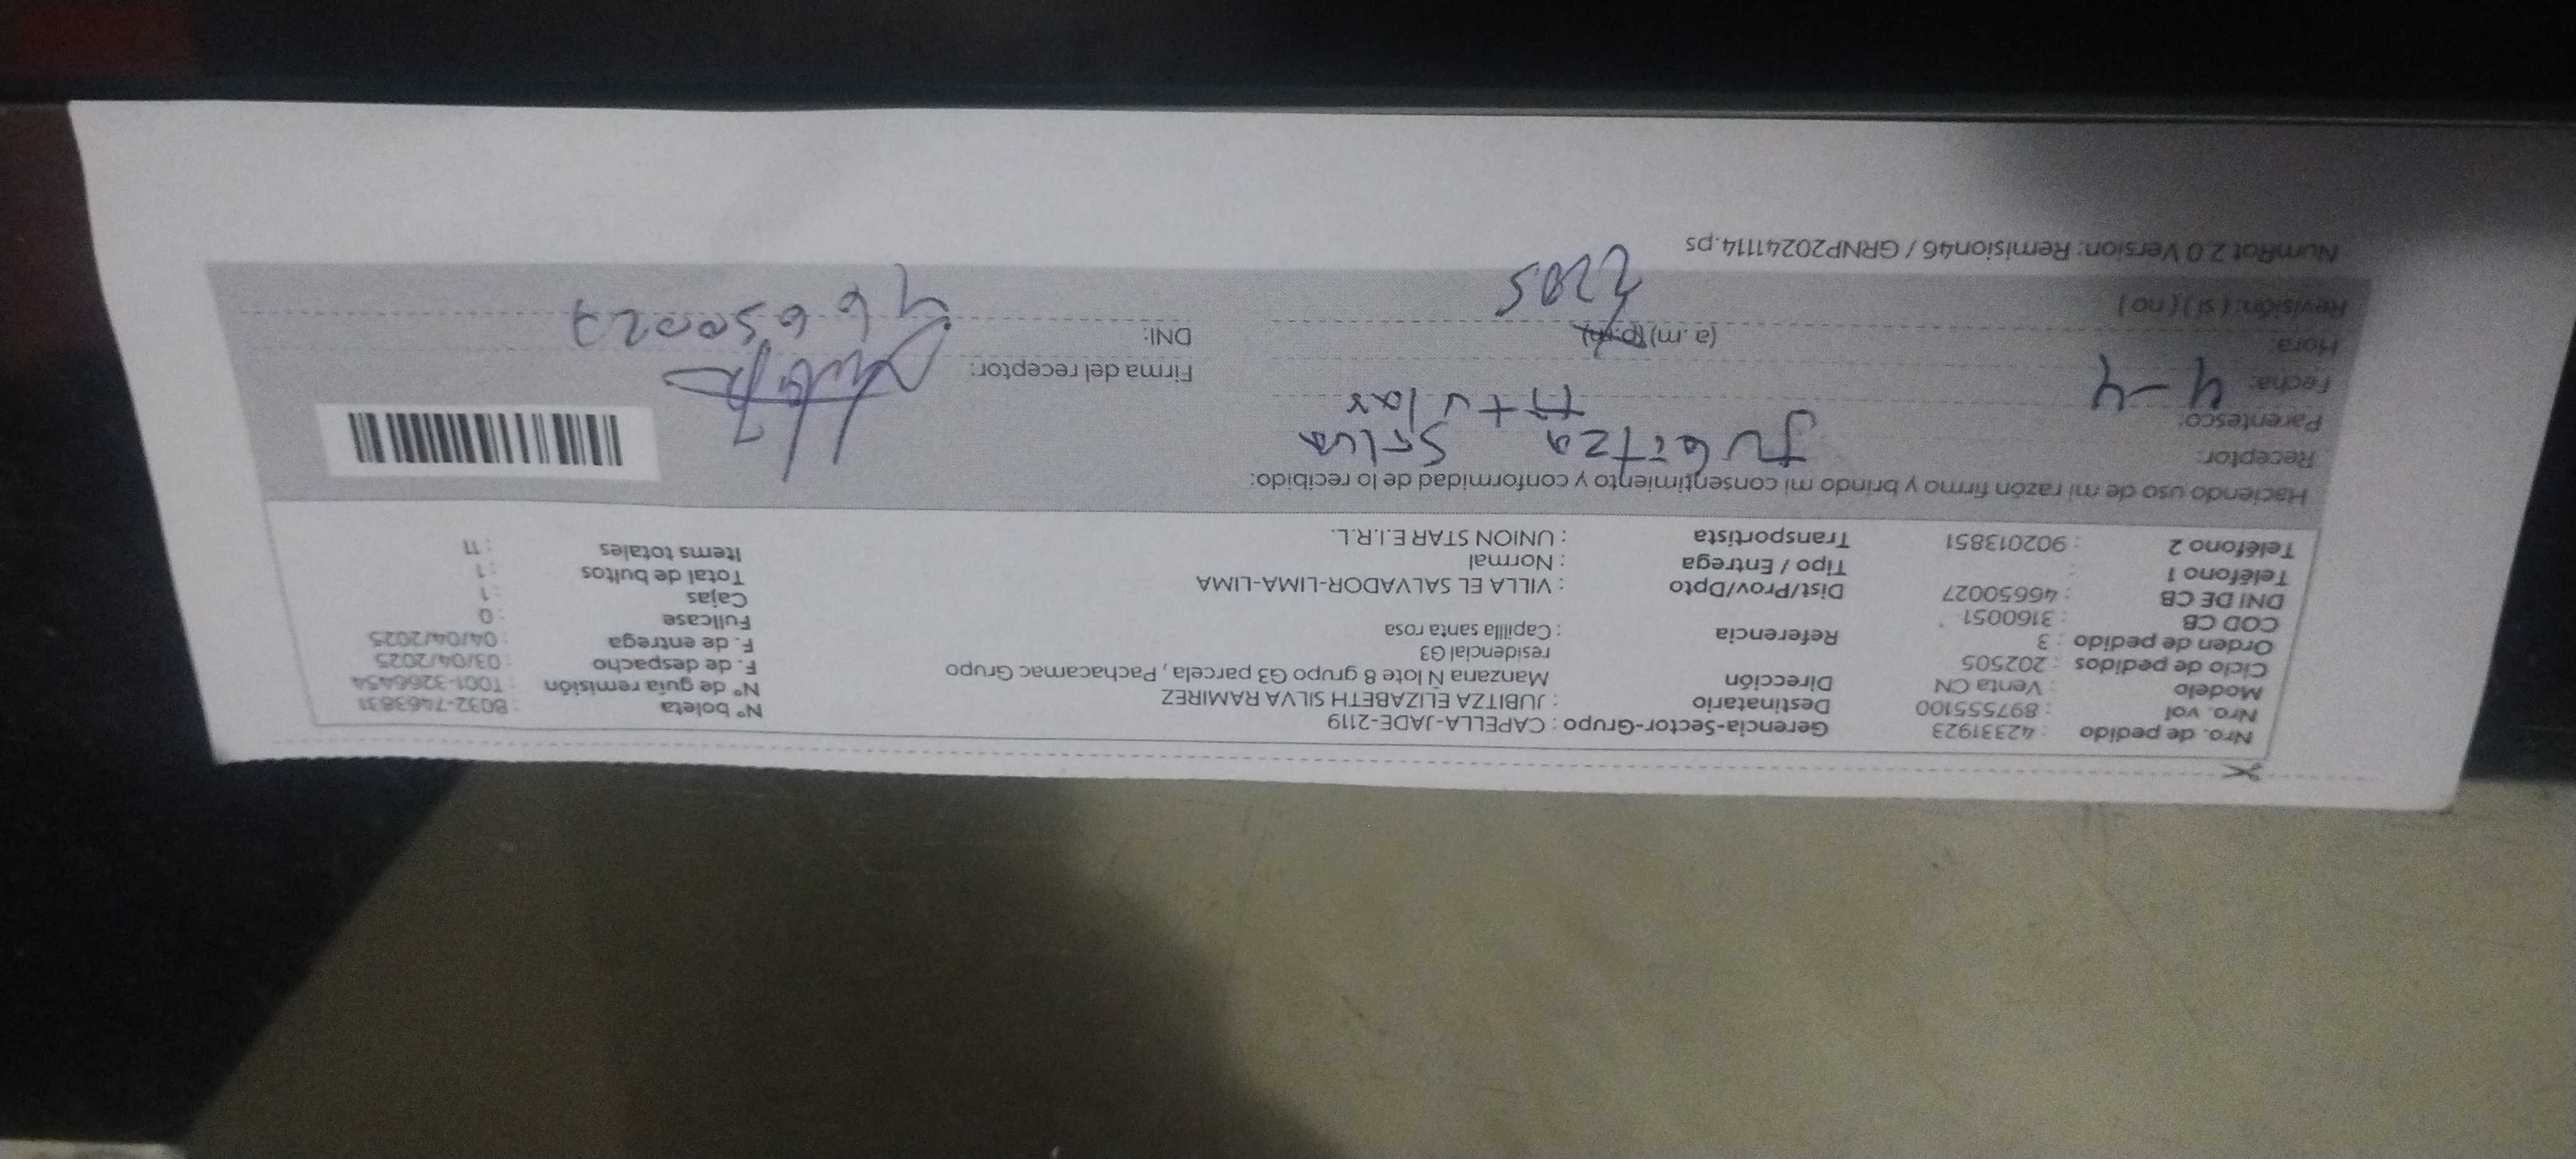 Nro. de pedido : 42331923 Gerencia-Sector-Grupo : CAPELLA-JADE-2119 N° boleta : B032-7463831
Nro. vol : 897555100 Destinatario : JUBITZA ELIZABETH SILVA RAMIREZ N° de guía remisión : T001-3266454
Modelo : Venta CN Dirección Manzana Ñ lote 8 grupo G3 parcela , Pachacamac Grupo F. de despacho : 03/04/2025
Ciclo de pedidos : 202505 residencial G3 F. de entrega : 04/04/2025
Orden de pedido : 3 Referencia : Capillla santa rosa Fullcase : 0
COD CB : 3160051 Cajas : 1
DNI DE CB : 46650027 Dist/Prov/Dpto : VILLA EL SALVADOR-LIMA-LIMA Total de bultos : 1
Teléfono 1 : Tipo / Entrega : Normal Items totales : 11
Teléfono 2 : 902013851 Transportista : UNION STAR E.I.R.L.
Haciendo uso de mi razón firmo y brindo mi consentimiento y conformidad de lo recibido:
Receptor: Jubitza Silva
Parentesco: titular
Fecha: 4-4 Firma del receptor:
Hora: (a.m) (p.m) DNI: 46650027
Revisión: ( si ) ( no ) 2205
NumRot 2.0 Version: Remision46 / GRNP20241114.ps